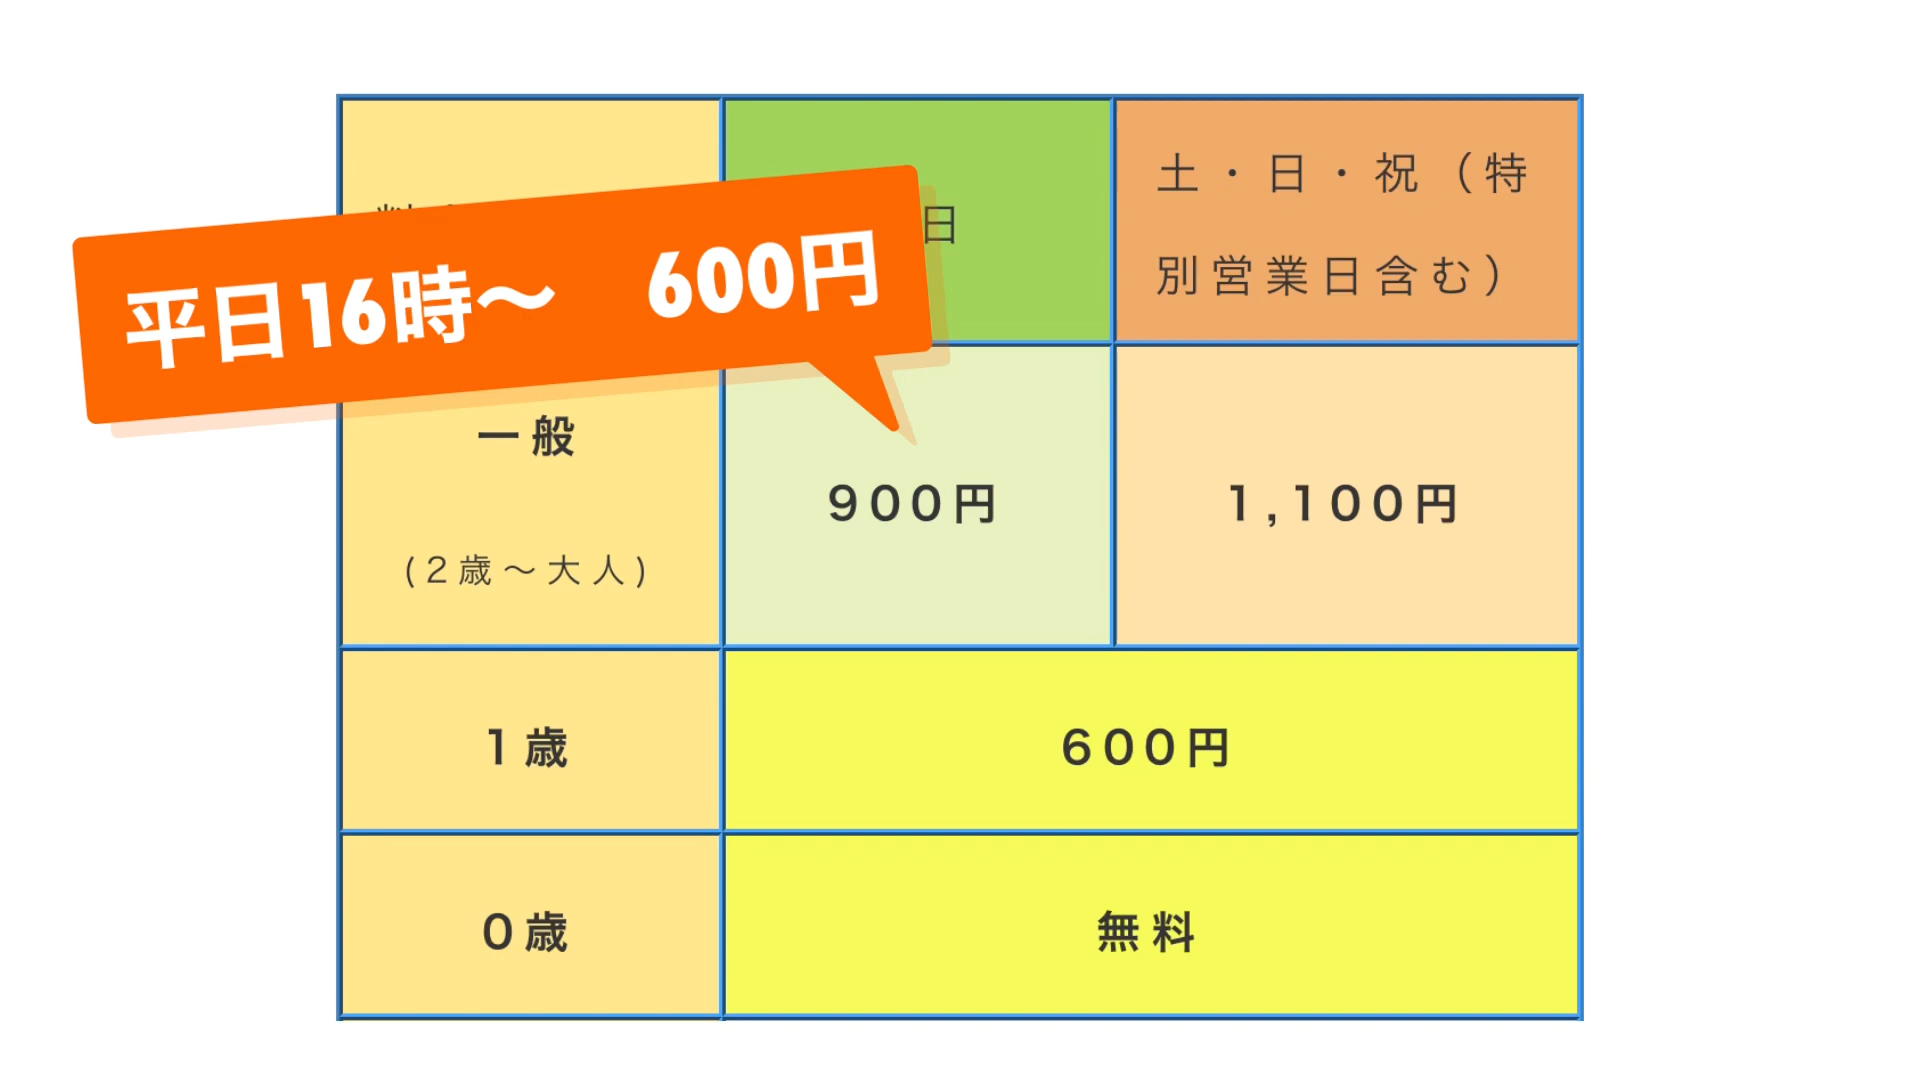 平日16時〜　600円
日
土・日・祝（特
別営業日含む）
一般
(2歳〜大人)
900円
1,100円
1歳
600円
0歳
無料